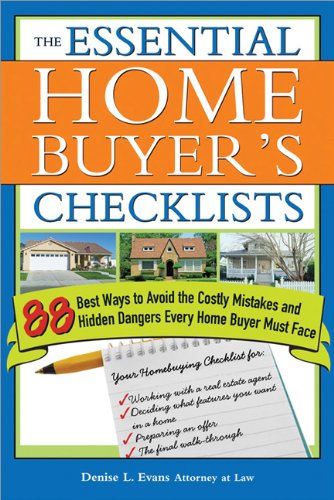 THE ESSENTIAL
HOME
BUYER'S
CHECKLISTS
88 Best Ways to Avoid the Costly Mistakes and
Hidden Dangers Every Home Buyer Must Face
Your Homebuying Checklist for:
✓Working with a real estate agent
✓Deciding what features you want
in a home
✓Preparing an offer
✓The final walk-through
Denise L. Evans Attorney at Law